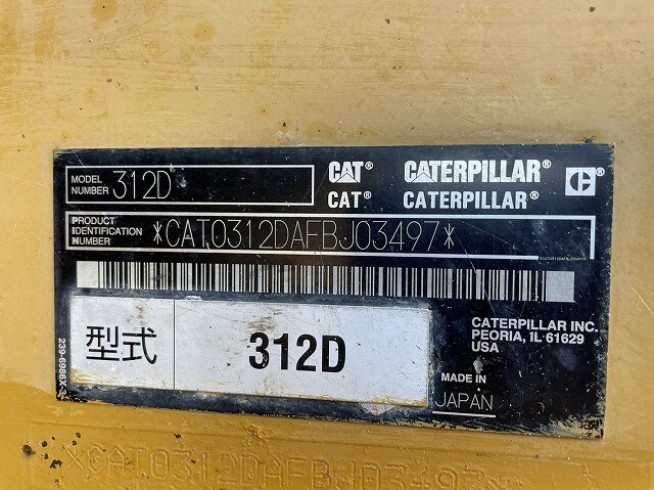 MODEL NUMBER 312D
CAT® CATERPILLAR® C®
CAT® CATERPILLAR®
PRODUCT IDENTIFICATION NUMBER *CAT0312DAFBJ03497*
型式 312D
CATERPILLAR INC.
PEORIA, IL 61629
USA
MADE IN
JAPAN
*CAT0312DAFBJ03497*